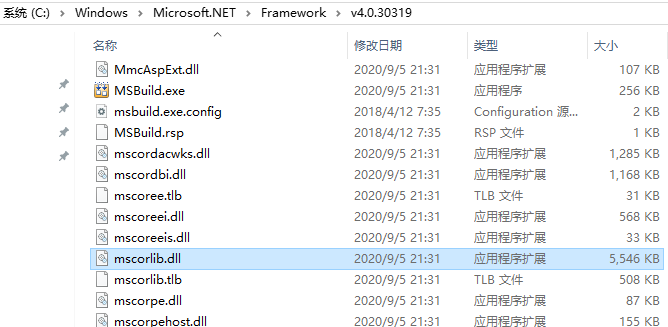 系统 (C:) > Windows > Microsoft.NET > Framework > v4.0.30319
名称 修改日期 类型 大小
MmcAspExt.dll 2020/9/5 21:31 应用程序扩展 107 KB
MSBuild.exe 2020/9/5 21:31 应用程序 256 KB
msbuild.exe.config 2018/4/12 7:35 Configuration 源... 2 KB
MSBuild.rsp 2018/4/12 7:35 RSP 文件 1 KB
mscordacwks.dll 2020/9/5 21:31 应用程序扩展 1,285 KB
mscordbi.dll 2020/9/5 21:31 应用程序扩展 1,168 KB
mscoree.tlb 2020/9/5 21:31 TLB 文件 31 KB
mscoreei.dll 2020/9/5 21:31 应用程序扩展 568 KB
mscoreeis.dll 2020/9/5 21:31 应用程序扩展 33 KB
mscorlib.dll 2020/9/5 21:31 应用程序扩展 5,546 KB
mscorlib.tlb 2020/9/5 21:31 TLB 文件 508 KB
mscorpe.dll 2020/9/5 21:31 应用程序扩展 87 KB
mscorpehost.dll 2020/9/5 21:31 应用程序扩展 155 KB